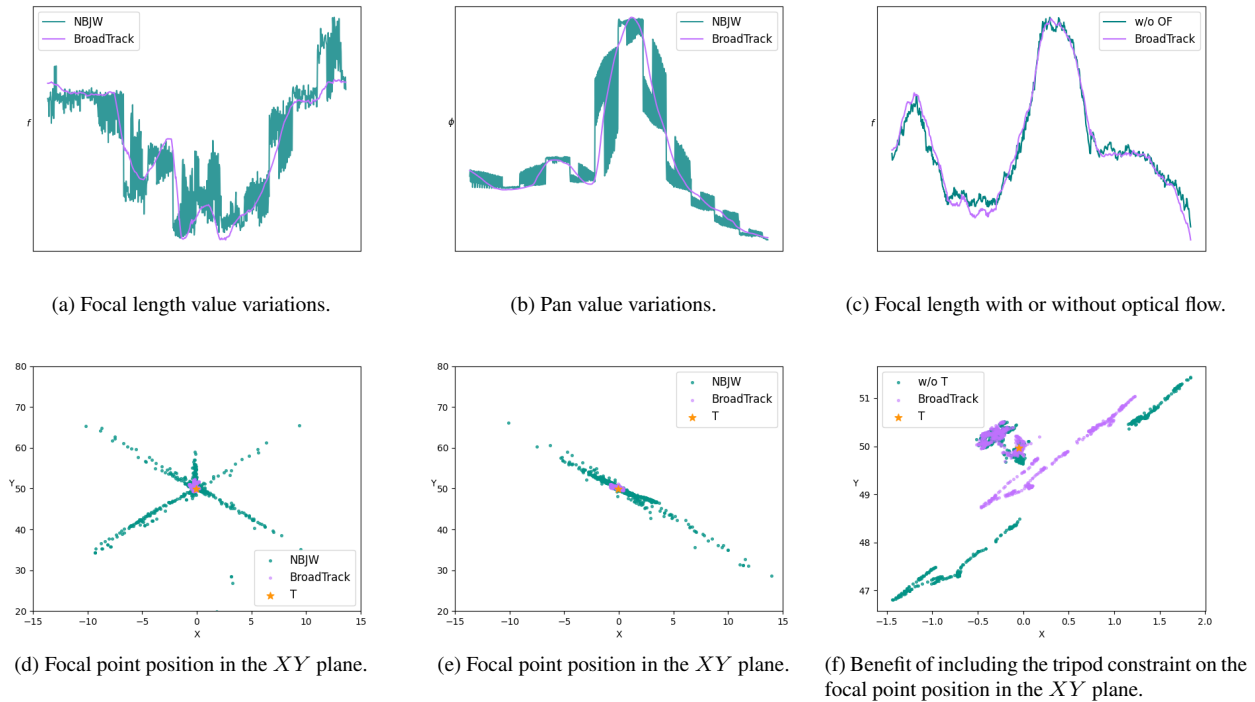 NBJW
BroadTrack
f
NBJW
BroadTrack
ϕ
w/o OF
BroadTrack
f
(a) Focal length value variations.
(b) Pan value variations.
(c) Focal length with or without optical flow.
80
70
60
Y 50
40
30
20
−15 −10 −5 0 5 10 15
X
NBJW
BroadTrack
T
80
70
60
Y 50
40
30
20
−15 −10 −5 0 5 10 15
X
NBJW
BroadTrack
T
51
50
Y 49
48
47
−1.5 −1.0 −0.5 0.0 0.5 1.0 1.5 2.0
X
w/o T
BroadTrack
T
(d) Focal point position in the XY plane.
(e) Focal point position in the XY plane.
(f) Benefit of including the tripod constraint on the
focal point position in the XY plane.